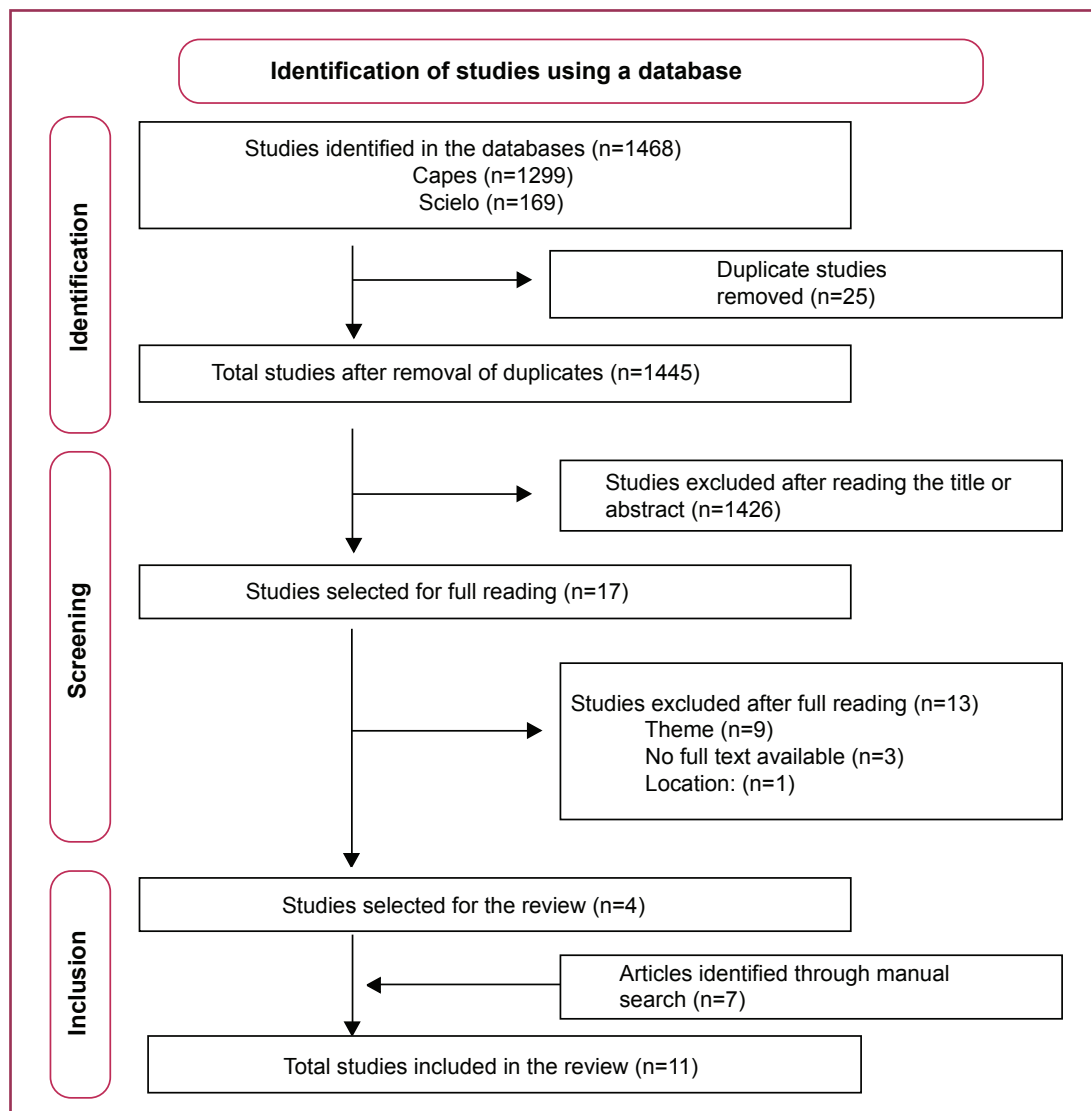 Identification of studies using a database
Identification
Studies identified in the databases (n=1468)
Capes (n=1299)
Scielo (n=169)
Duplicate studies
removed (n=25)
Total studies after removal of duplicates (n=1445)
Screening
Studies excluded after reading the title or
abstract (n=1426)
Studies selected for full reading (n=17)
Studies excluded after full reading (n=13)
Theme (n=9)
No full text available (n=3)
Location: (n=1)
Inclusion
Studies selected for the review (n=4)
Articles identified through manual
search (n=7)
Total studies included in the review (n=11)